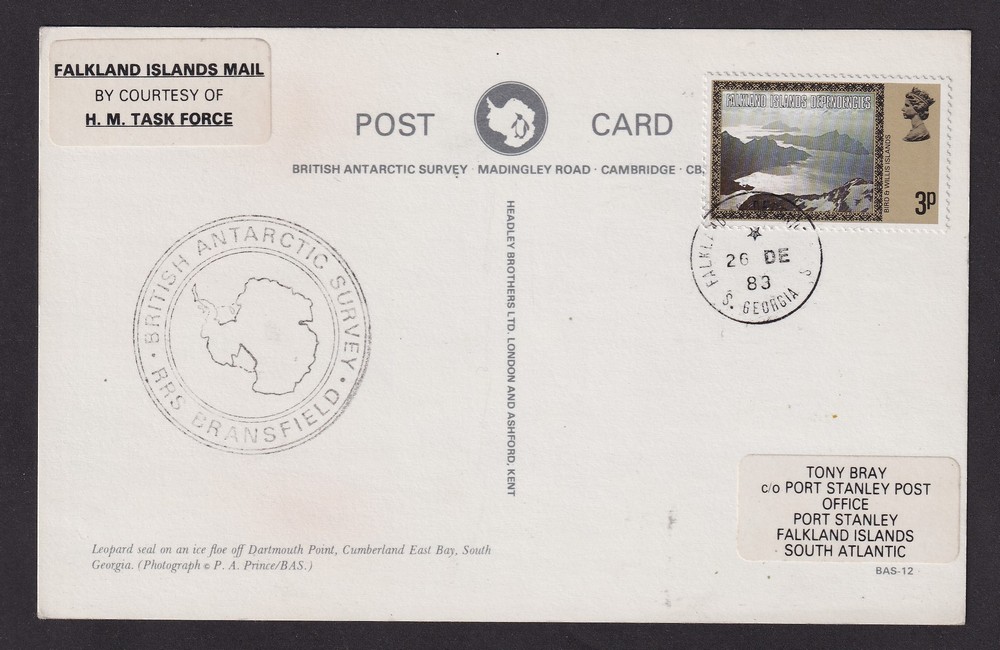 FALKLAND ISLANDS MAIL
BY COURTESY OF
H. M. TASK FORCE
POST CARD
BRITISH ANTARCTIC SURVEY · MADINGLEY ROAD · CAMBRIDGE · CB
FALKLAND ISLANDS DEPENDENCIES
BIRD & WILLIS ISLANDS
3p
26 DE
83
S. GEORGIA
BRITISH ANTARCTIC SURVEY
RRS BRANSFIELD
HEADLEY BROTHERS LTD. LONDON AND ASHFORD, KENT
TONY BRAY
c/o PORT STANLEY POST
OFFICE
PORT STANLEY
FALKLAND ISLANDS
SOUTH ATLANTIC
Leopard seal on an ice floe off Dartmouth Point, Cumberland East Bay, South
Georgia. (Photograph © P. A. Prince/BAS.)
BAS-12